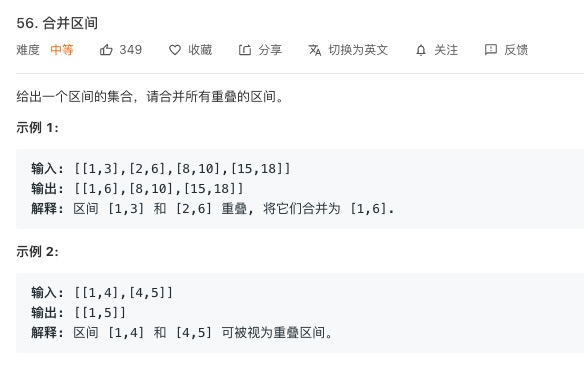 56. 合并区间
难度 中等 349 收藏 分享 切换为英文 关注 反馈
给出一个区间的集合，请合并所有重叠的区间。
示例 1:
输入: [[1,3],[2,6],[8,10],[15,18]]
输出: [[1,6],[8,10],[15,18]]
解释: 区间 [1,3] 和 [2,6] 重叠, 将它们合并为 [1,6].
示例 2:
输入: [[1,4],[4,5]]
输出: [[1,5]]
解释: 区间 [1,4] 和 [4,5] 可被视为重叠区间。